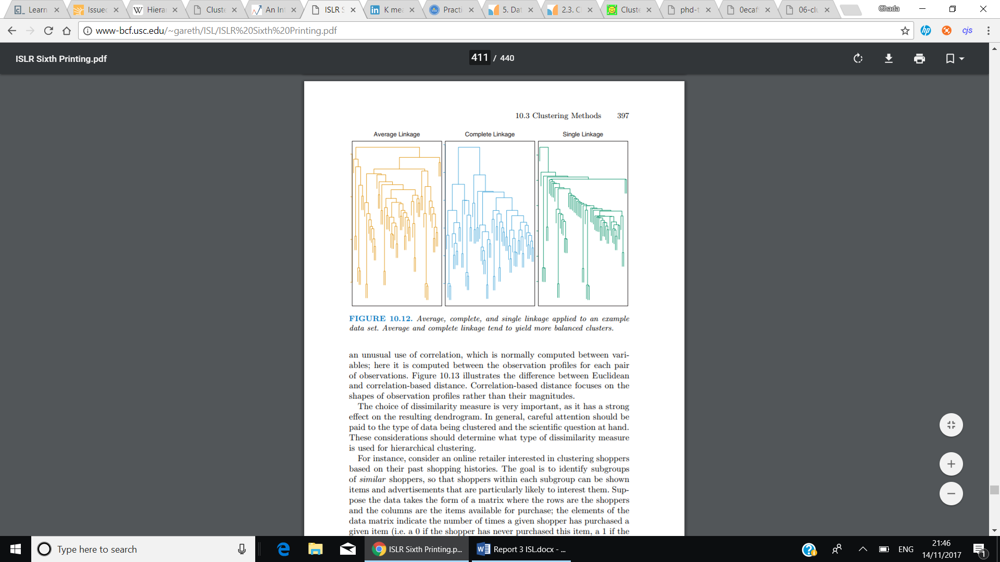 Learn
Issued
Hierar
Cluste
An Int
ISLR S
K mea
Practi
5. Dat
2.3. Cl
Cluste
phd-t
0ecaf
06-clu
Ghada
www-bcf.usc.edu/~gareth/ISL/ISLR%20Sixth%20Printing.pdf
cjs
ISLR Sixth Printing.pdf
411 / 440
10.3 Clustering Methods 397
Average Linkage
Complete Linkage
Single Linkage
FIGURE 10.12. Average, complete, and single linkage applied to an example
data set. Average and complete linkage tend to yield more balanced clusters.
an unusual use of correlation, which is normally computed between vari-
ables; here it is computed between the observation profiles for each pair
of observations. Figure 10.13 illustrates the difference between Euclidean
and correlation-based distance. Correlation-based distance focuses on the
shapes of observation profiles rather than their magnitudes.
The choice of dissimilarity measure is very important, as it has a strong
effect on the resulting dendrogram. In general, careful attention should be
paid to the type of data being clustered and the scientific question at hand.
These considerations should determine what type of dissimilarity measure
is used for hierarchical clustering.
For instance, consider an online retailer interested in clustering shoppers
based on their past shopping histories. The goal is to identify subgroups
of similar shoppers, so that shoppers within each subgroup can be shown
items and advertisements that are particularly likely to interest them. Sup-
pose the data takes the form of a matrix where the rows are the shoppers
and the columns are the items available for purchase; the elements of the
data matrix indicate the number of times a given shopper has purchased a
given item (i.e. a 0 if the shopper has never purchased this item, a 1 if the
Type here to search
ISLR Sixth Printing.p...
Report 3 ISL.docx - ...
ENG
21:46
14/11/2017
1